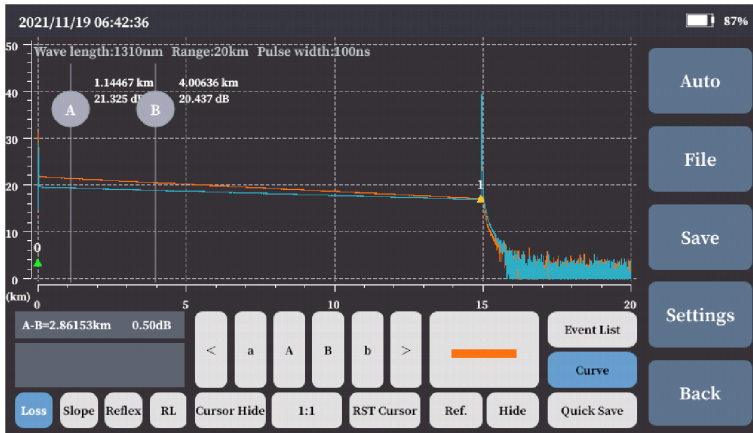 2021/11/19 06:42:36
87%
Wave length:1310nm Range:20km Pulse width:100ns
50
40
30
20
10
0
(km)
0
5
10
15
20
1.14467 km
21.325 dB
4.00636 km
20.437 dB
A
B
0
1
A-B=2.86153km 0.50dB
<
a
A
B
b
>
Event List
Curve
Loss
Slope
Reflex
RL
Cursor Hide
1:1
RST Cursor
Ref.
Hide
Quick Save
Auto
File
Save
Settings
Back